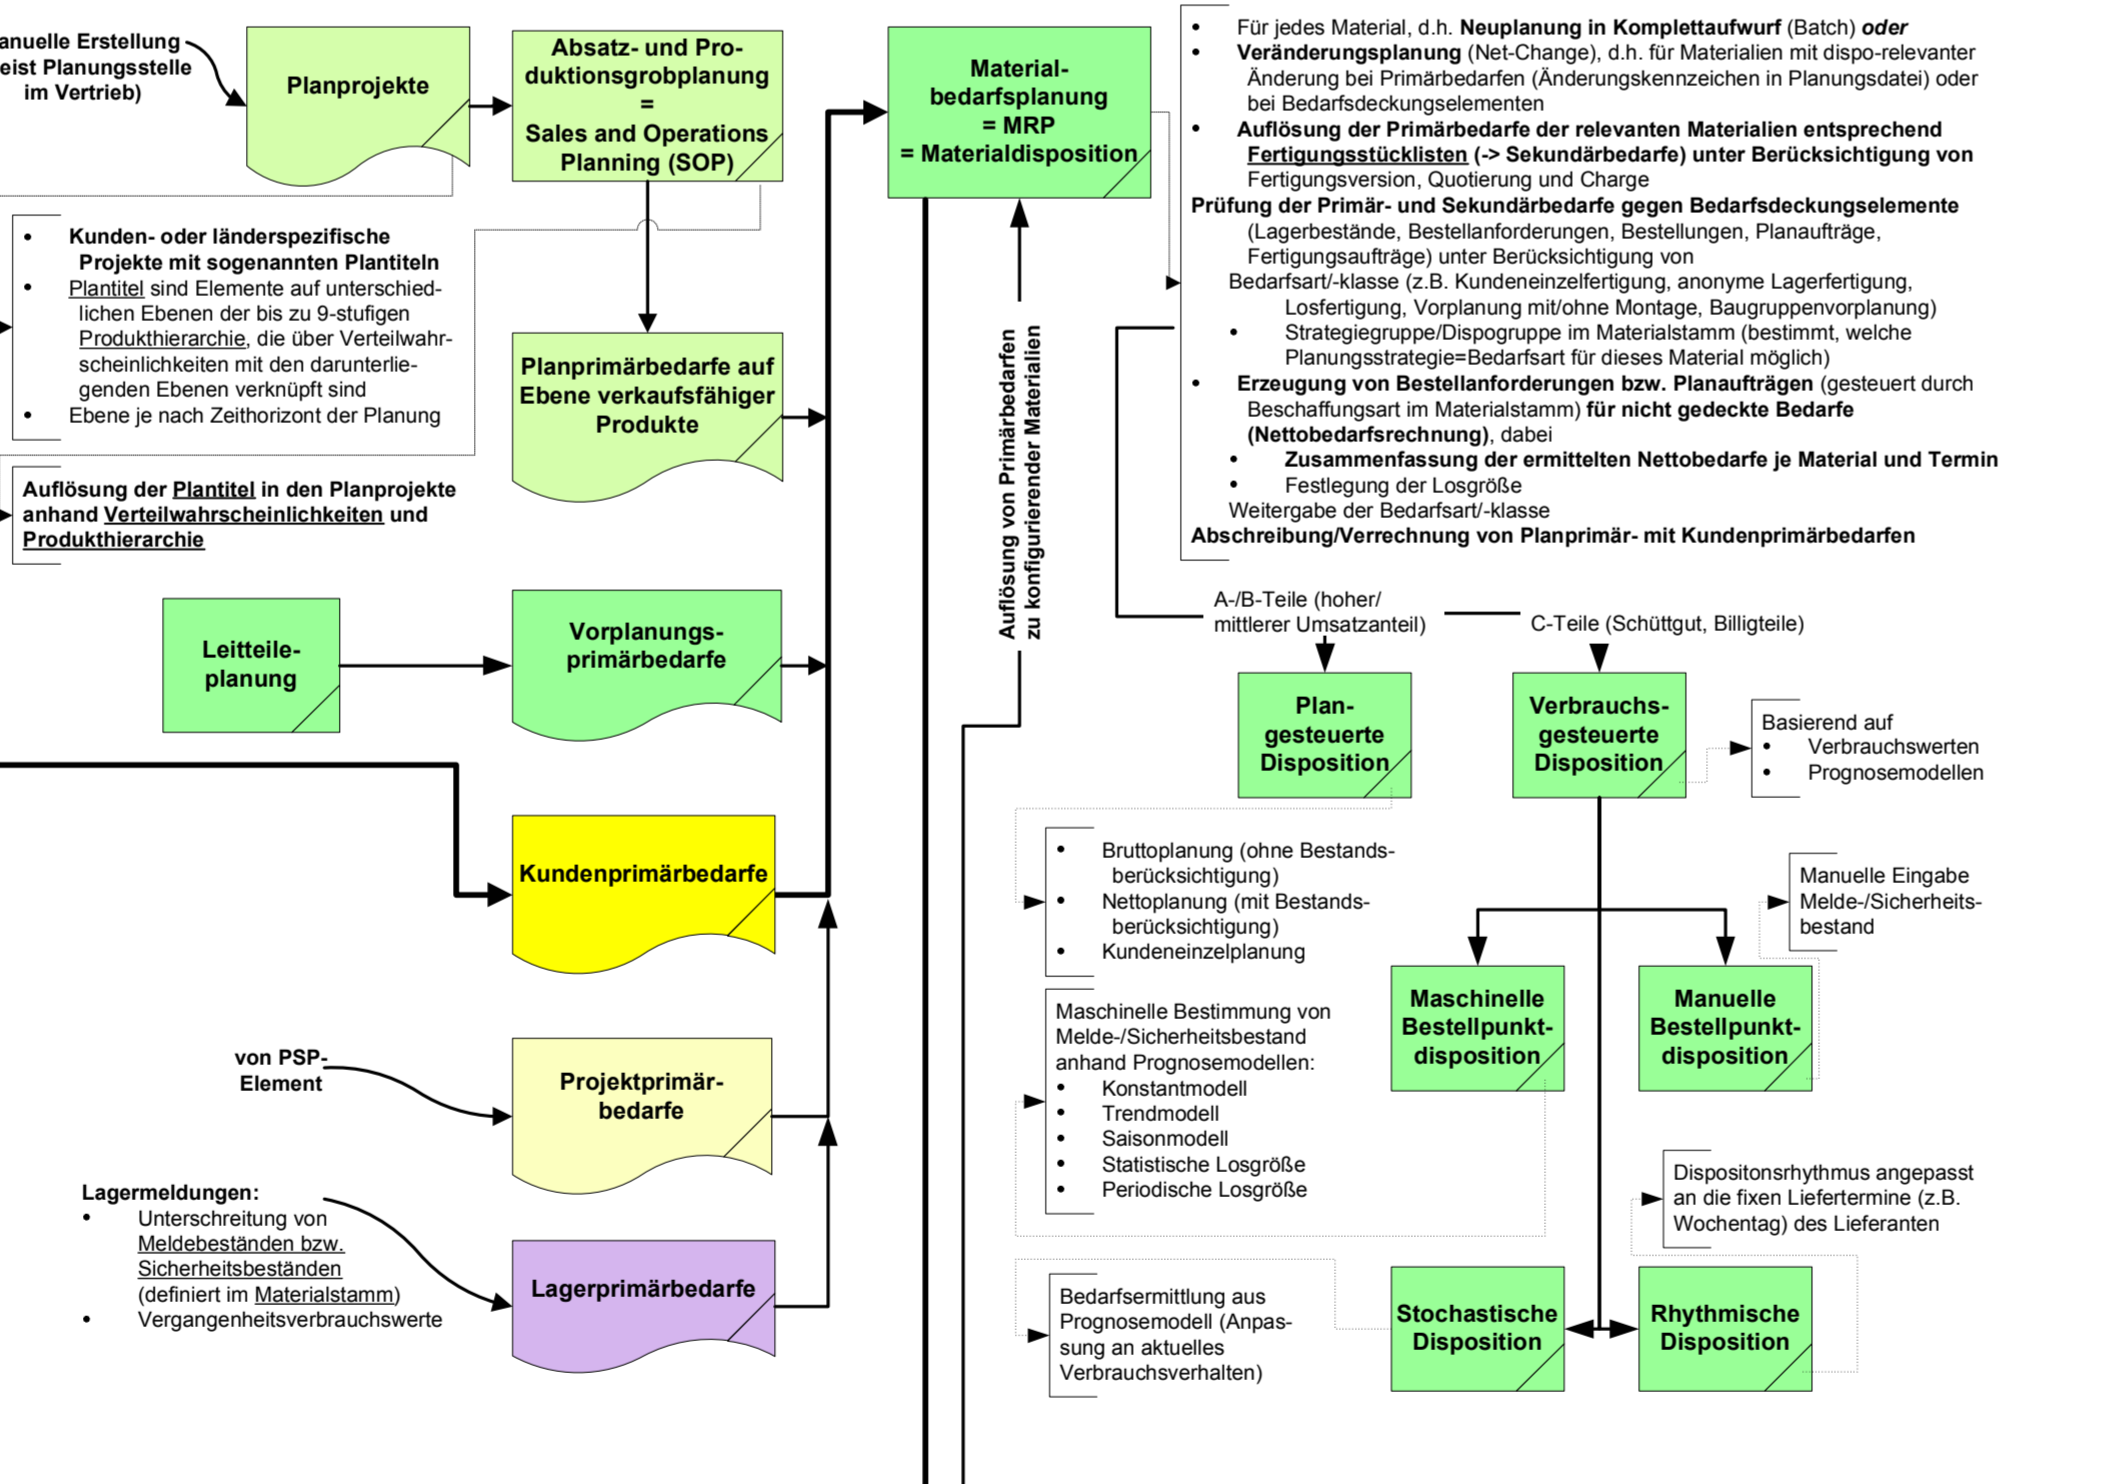 anuelle Erstellung
eist Planungsstelle
im Vertrieb)
Planprojekte
Absatz- und Pro-
duktionsgrobplanung
=
Sales and Operations
Planning (SOP)
Material-
bedarfsplanung
= MRP
= Materialdisposition
• Für jedes Material, d.h. Neuplanung in Komplettaufwurf (Batch) oder
• Veränderungsplanung (Net-Change), d.h. für Materialien mit dispo-relevanter
Änderung bei Primärbedarfen (Änderungskennzeichen in Planungsdatei) oder
bei Bedarfsdeckungselementen
• Auflösung der Primärbedarfe der relevanten Materialien entsprechend
Fertigungsstücklisten (-> Sekundärbedarfe) unter Berücksichtigung von
Fertigungsversion, Quotierung und Charge
Prüfung der Primär- und Sekundärbedarfe gegen Bedarfsdeckungselemente
(Lagerbestände, Bestellanforderungen, Bestellungen, Planaufträge,
Fertigungsaufträge) unter Berücksichtigung von
Bedarfsart/-klasse (z.B. Kundeneinzelfertigung, anonyme Lagerfertigung,
Losfertigung, Vorplanung mit/ohne Montage, Baugruppenvorplanung)
• Strategiegruppe/Dispogruppe im Materialstamm (bestimmt, welche
Planungsstrategie=Bedarfsart für dieses Material möglich)
• Erzeugung von Bestellanforderungen bzw. Planaufträgen (gesteuert durch
Beschaffungsart im Materialstamm) für nicht gedeckte Bedarfe
(Nettobedarfsrechnung), dabei
• Zusammenfassung der ermittelten Nettobedarfe je Material und Termin
• Festlegung der Losgröße
Weitergabe der Bedarfsart/-klasse
Abschreibung/Verrechnung von Planprimär- mit Kundenprimärbedarfen
• Kunden- oder länderspezifische
Projekte mit sogenannten Plantiteln
• Plantitel sind Elemente auf unterschied-
lichen Ebenen der bis zu 9-stufigen
Produkthierarchie, die über Verteilwahr-
scheinlichkeiten mit den darunterlie-
genden Ebenen verknüpft sind
• Ebene je nach Zeithorizont der Planung
Planprimärbedarfe auf
Ebene verkaufsfähiger
Produkte
Auflösung der Plantitel in den Planprojekte
anhand Verteilwahrscheinlichkeiten und
Produkthierarchie
Auflösung von Primärbedarfen
zu konfigurierender Materialien
Leitteile-
planung
Vorplanungs-
primärbedarfe
A-/B-Teile (hoher/
mittlerer Umsatzanteil)
C-Teile (Schüttgut, Billigteile)
Plan-
gesteuerte
Disposition
Verbrauchs-
gesteuerte
Disposition
Basierend auf
• Verbrauchswerten
• Prognosemodellen
Kundenprimärbedarfe
• Bruttoplanung (ohne Bestands-
berücksichtigung)
• Nettoplanung (mit Bestands-
berücksichtigung)
• Kundeneinzelplanung
Manuelle Eingabe
Melde-/Sicherheits-
bestand
Maschinelle Bestimmung von
Melde-/Sicherheitsbestand
anhand Prognosemodellen:
• Konstantmodell
• Trendmodell
• Saisonmodell
• Statistische Losgröße
• Periodische Losgröße
Maschinelle
Bestellpunkt-
disposition
Manuelle
Bestellpunkt-
disposition
von PSP-
Element
Projektprimär-
bedarfe
Lagermeldungen:
• Unterschreitung von
Meldebeständen bzw.
Sicherheitsbeständen
(definiert im Materialstamm)
• Vergangenheitsverbrauchswerte
Lagerprimärbedarfe
Dispositonsrhythmus angepasst
an die fixen Liefertermine (z.B.
Wochentag) des Lieferanten
Bedarfsermittlung aus
Prognosemodell (Anpas-
sung an aktuelles
Verbrauchsverhalten)
Stochastische
Disposition
Rhythmische
Disposition